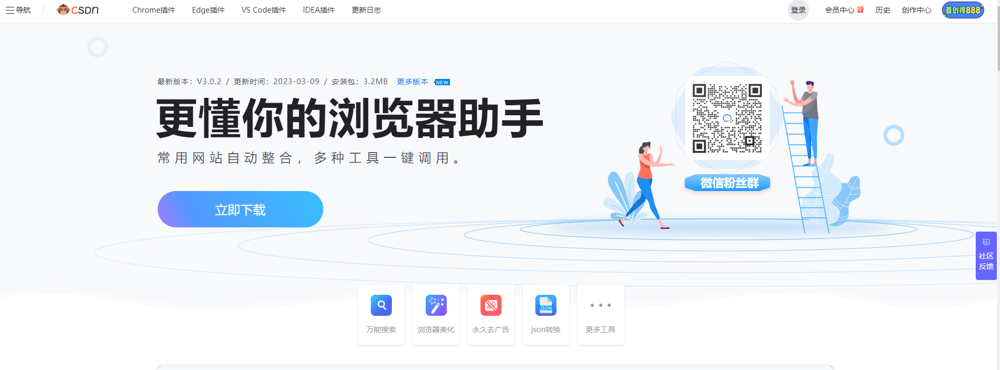 导航
CSDN
Chrome插件
Edge插件
VS Code插件
IDEA插件
更新日志
登录
会员中心
历史
创作中心
首创得888
最新版本：V3.0.2 / 更新时间：2023-03-09 / 安装包：3.2MB 更多版本 NEW
更懂你的浏览器助手
常用网站自动整合，多种工具一键调用。
立即下载
微信粉丝群
社区
反馈
万能搜索
浏览器美化
AD
永久去广告
JSON
json转换
更多工具